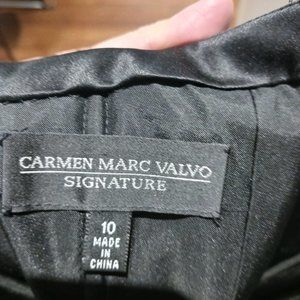 CARMEN MARC VALVO
SIGNATURE
10
MADE
IN
CHINA